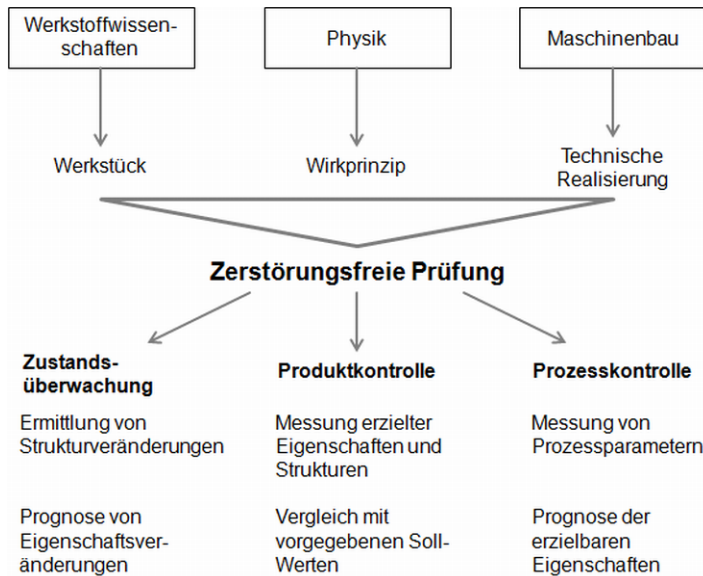 Werkstoffwissen-
schaften
Physik
Maschinenbau
Werkstück
Wirkprinzip
Technische
Realisierung
Zerstörungsfreie Prüfung
Zustands-
überwachung
Ermittlung von
Strukturveränderungen
Prognose von
Eigenschaftsver-
änderungen
Produktkontrolle
Messung erzielter
Eigenschaften und
Strukturen
Vergleich mit
vorgegebenen Soll-
Werten
Prozesskontrolle
Messung von
Prozessparametern
Prognose der
erzielbaren
Eigenschaften